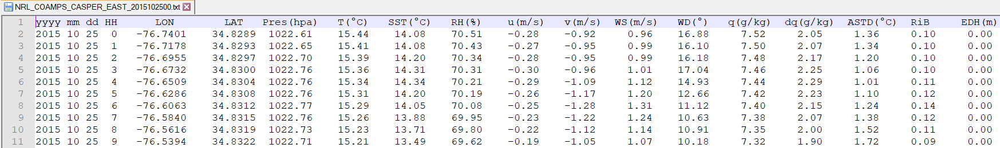 NRL_COAMPS_CASPER_EAST_2015102500.txt
1 yyyy mm dd HH LON LAT Pres(hpa) T(°C) SST(°C) RH(%) u(m/s) v(m/s) WS(m/s) WD(°) q(g/kg) dq(g/kg) ASTD(°C) RiB EDH(m)
2 2015 10 25 0 -76.7401 34.8289 1022.61 15.44 14.08 70.51 -0.28 -0.92 0.96 16.88 7.52 2.05 1.36 0.10 0.00
3 2015 10 25 1 -76.7178 34.8293 1022.65 15.41 14.08 70.43 -0.27 -0.95 0.99 16.10 7.50 2.07 1.34 0.10 0.00
4 2015 10 25 2 -76.6955 34.8297 1022.70 15.39 14.20 70.34 -0.28 -0.95 0.99 16.18 7.48 2.17 1.20 0.10 0.00
5 2015 10 25 3 -76.6732 34.8300 1022.76 15.36 14.31 70.31 -0.30 -0.96 1.01 17.04 7.46 2.25 1.06 0.10 0.00
6 2015 10 25 4 -76.6509 34.8304 1022.76 15.34 14.34 70.21 -0.29 -1.09 1.12 14.93 7.44 2.29 1.01 0.11 0.00
7 2015 10 25 5 -76.6286 34.8308 1022.76 15.31 14.20 70.19 -0.26 -1.17 1.20 12.66 7.42 2.23 1.10 0.12 0.00
8 2015 10 25 6 -76.6063 34.8312 1022.77 15.29 14.05 70.08 -0.25 -1.28 1.31 11.12 7.40 2.15 1.24 0.14 0.00
9 2015 10 25 7 -76.5840 34.8315 1022.76 15.26 13.88 69.95 -0.23 -1.22 1.24 10.63 7.38 2.07 1.38 0.12 0.00
10 2015 10 25 8 -76.5616 34.8319 1022.73 15.23 13.71 69.80 -0.22 -1.12 1.14 10.91 7.35 2.00 1.52 0.11 0.00
11 2015 10 25 9 -76.5394 34.8322 1022.71 15.21 13.49 69.62 -0.19 -1.05 1.07 10.18 7.32 1.90 1.72 0.09 0.00